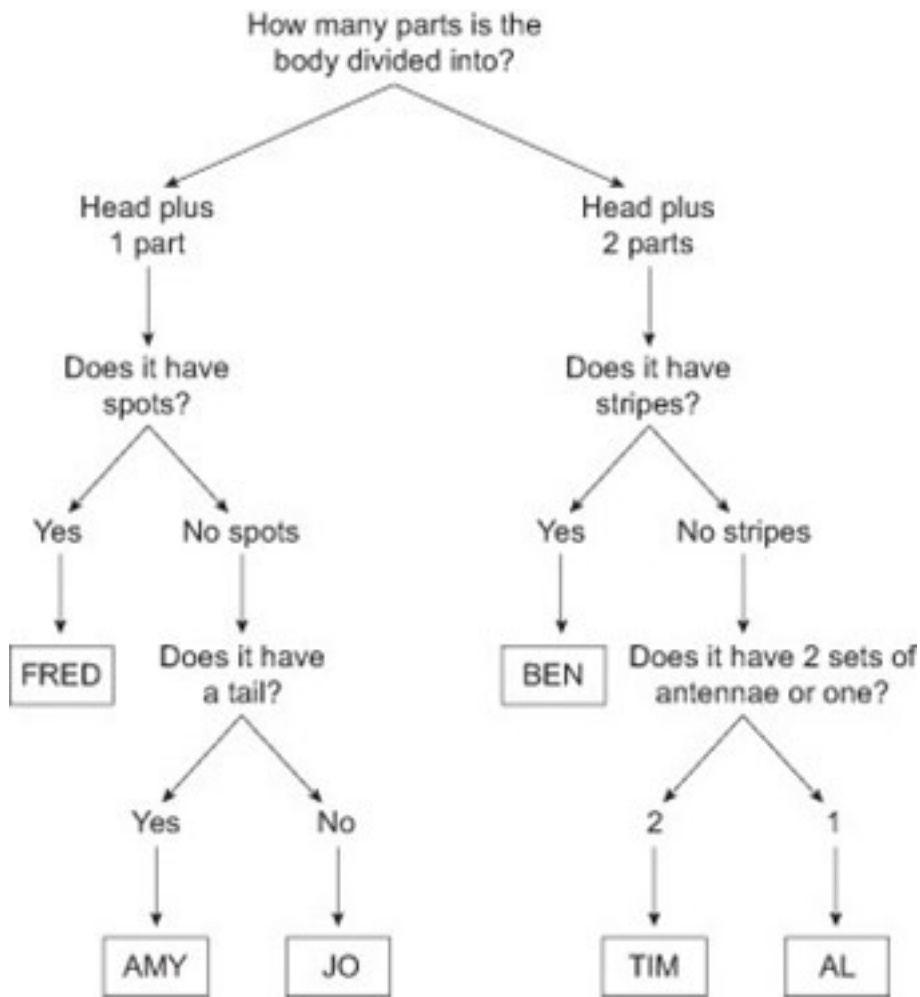 How many parts is the
body divided into?
Head plus
1 part
Head plus
2 parts
Does it have
spots?
Does it have
stripes?
Yes
No spots
Yes
No stripes
FRED
Does it have
a tail?
BEN
Does it have 2 sets of
antennae or one?
Yes
No
2
1
AMY
JO
TIM
AL